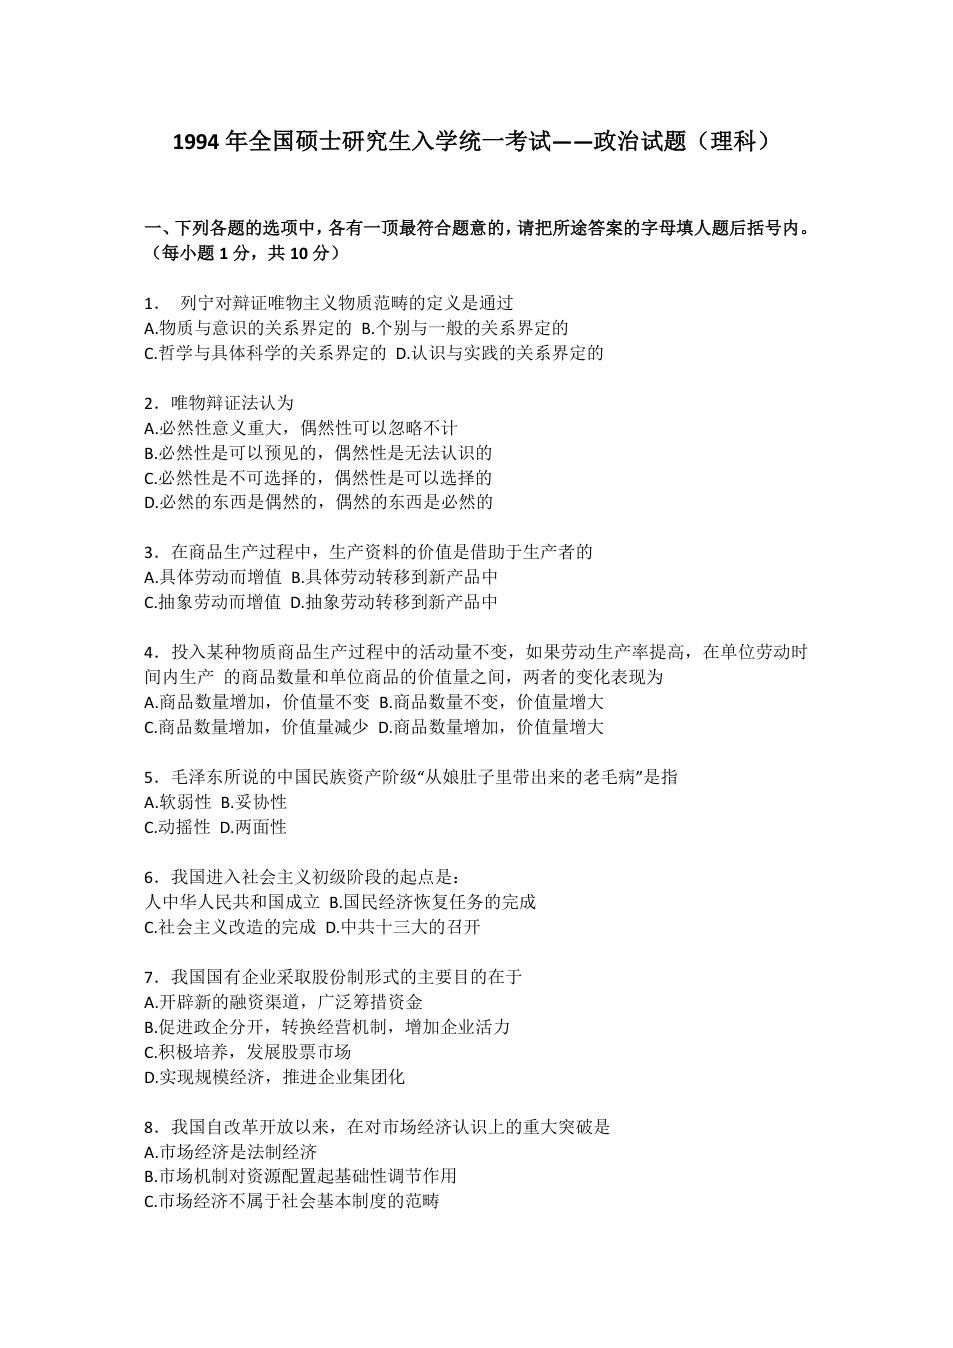 1994 年全国硕士研究生入学统一考试——政治试题（理科）
一、下列各题的选项中，各有一顶最符合题意的，请把所途答案的字母填人题后括号内。
（每小题 1 分，共 10 分）
1． 列宁对辩证唯物主义物质范畴的定义是通过
A.物质与意识的关系界定的 B.个别与一般的关系界定的
C.哲学与具体科学的关系界定的 D.认识与实践的关系界定的
2．唯物辩证法认为
A.必然性意义重大，偶然性可以忽略不计
B.必然性是可以预见的，偶然性是无法认识的
C.必然性是不可选择的，偶然性是可以选择的
D.必然的东西是偶然的，偶然的东西是必然的
3．在商品生产过程中，生产资料的价值是借助于生产者的
A.具体劳动而增值 B.具体劳动转移到新产品中
C.抽象劳动而增值 D.抽象劳动转移到新产品中
4．投入某种物质商品生产过程中的活动量不变，如果劳动生产率提高，在单位劳动时
间内生产 的商品数量和单位商品的价值量之间，两者的变化表现为
A.商品数量增加，价值量不变 B.商品数量不变，价值量增大
C.商品数量增加，价值量减少 D.商品数量增加，价值量增大
5．毛泽东所说的中国民族资产阶级“从娘肚子里带出来的老毛病”是指
A.软弱性 B.妥协性
C.动摇性 D.两面性
6．我国进入社会主义初级阶段的起点是：
人中华人民共和国成立 B.国民经济恢复任务的完成
C.社会主义改造的完成 D.中共十三大的召开
7．我国国有企业采取股份制形式的主要目的在于
A.开辟新的融资渠道，广泛筹措资金
B.促进政企分开，转换经营机制，增加企业活力
C.积极培养，发展股票市场
D.实现规模经济，推进企业集团化
8．我国自改革开放以来，在对市场经济认识上的重大突破是
A.市场经济是法制经济
B.市场机制对资源配置起基础性调节作用
C.市场经济不属于社会基本制度的范畴